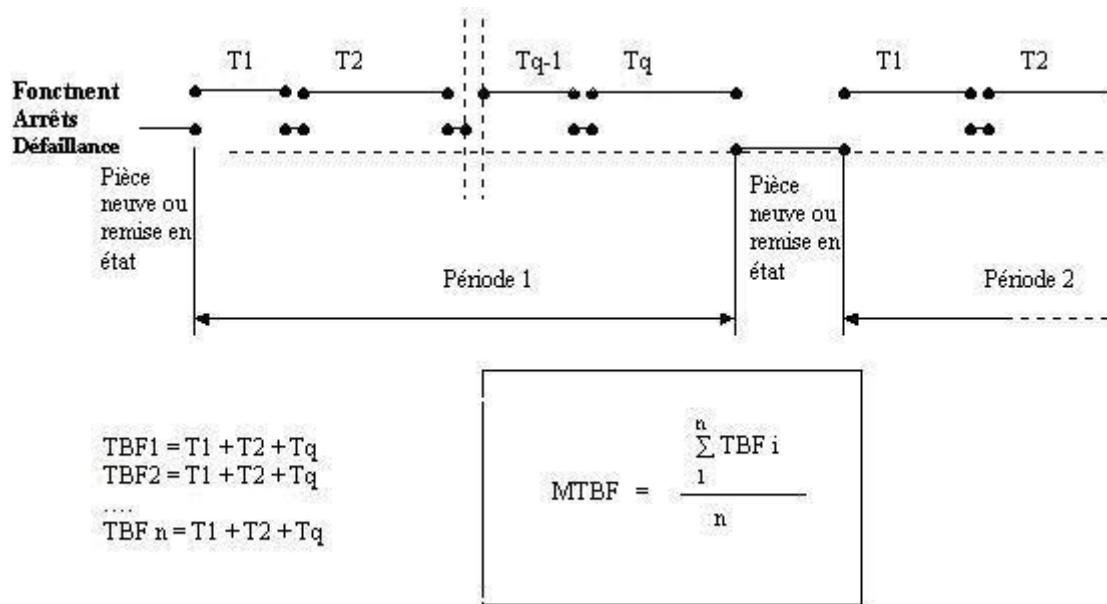 T1 T2 Tq-1 Tq T1 T2
Fonctnent
Arrêts
Défaillance
Pièce
neuve ou
remise en
état
Période 1
Pièce
neuve ou
remise en
état
Période 2
TBF1 = T1 + T2 + Tq
TBF2 = T1 + T2 + Tq
....
TBF n = T1 + T2 + Tq
n
∑ TBF i
1
MTBF =
n